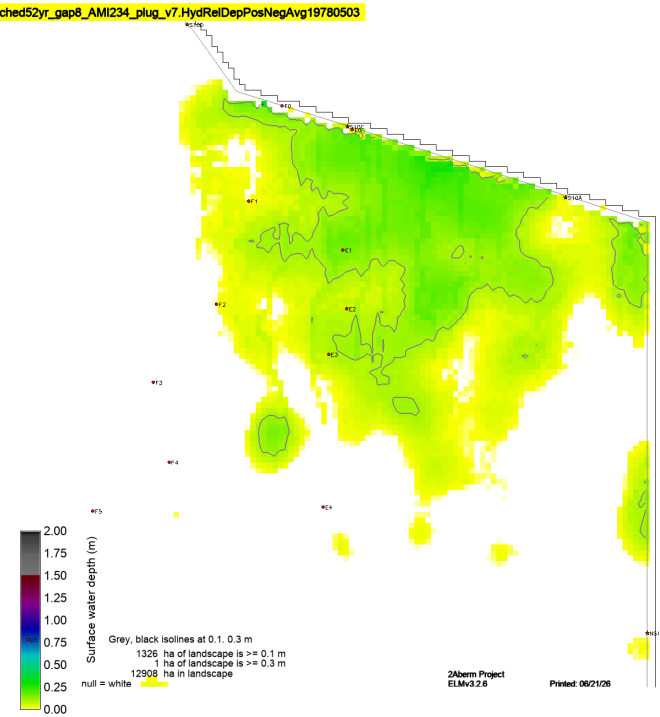 ched52yr_gap8_AMI234_plug_v7.HydRelDepPosNegAvg19780503
S10D
F0
S10C
S10A
F1
E1
F2
E2
E3
F3
F4
F5
E4
2.00
1.75
1.50
1.25
1.00
0.75
0.50
0.25
0.00
Surface water depth (m)
Grey, black isolines at 0.1. 0.3 m
1326 ha of landscape is >= 0.1 m
1 ha of landscape is >= 0.3 m
12908 ha in landscape
null = white
2Aberm Project
ELMv3.2.6
Printed: 06/21/26